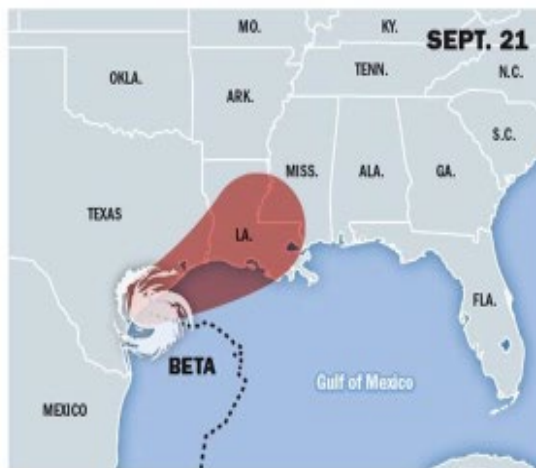 MO.
KY.
SEPT. 21
OKLA.
ARK.
TENN.
N.C.
S.C.
MISS.
ALA.
GA.
TEXAS
LA.
FLA.
BETA
Gulf of Mexico
MEXICO